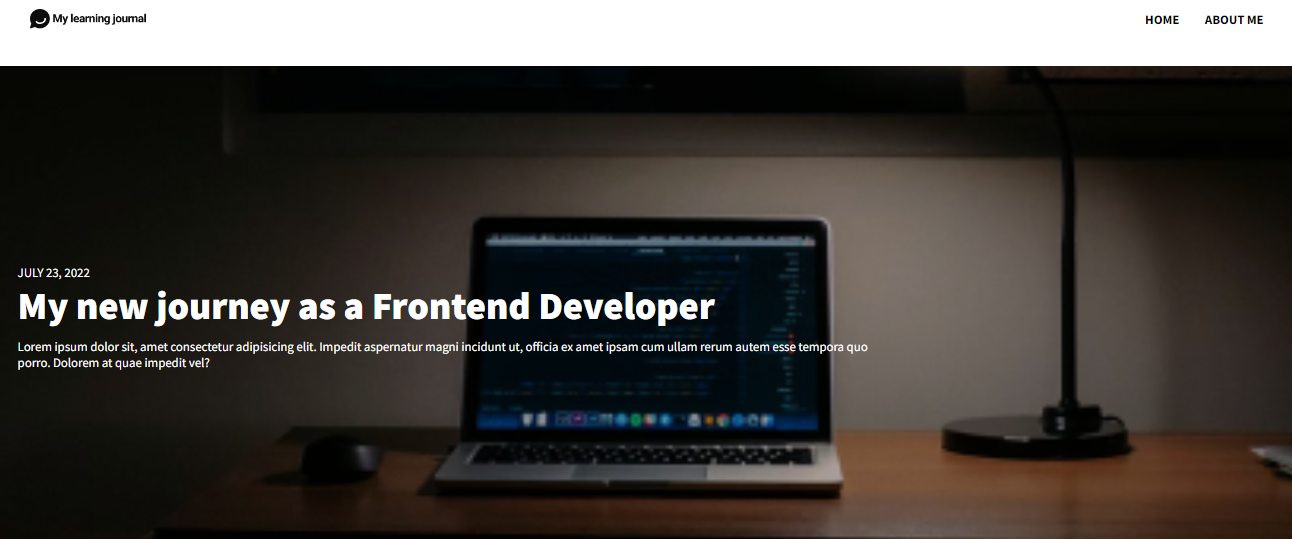 My learning journal
HOME ABOUT ME
JULY 23, 2022
My new journey as a Frontend Developer
Lorem ipsum dolor sit, amet consectetur adipisicing elit. Impedit aspernatur magni incidunt ut, officia ex amet ipsam cum ullam rerum autem esse tempora quo
porro. Dolorem at quae impedit vel?